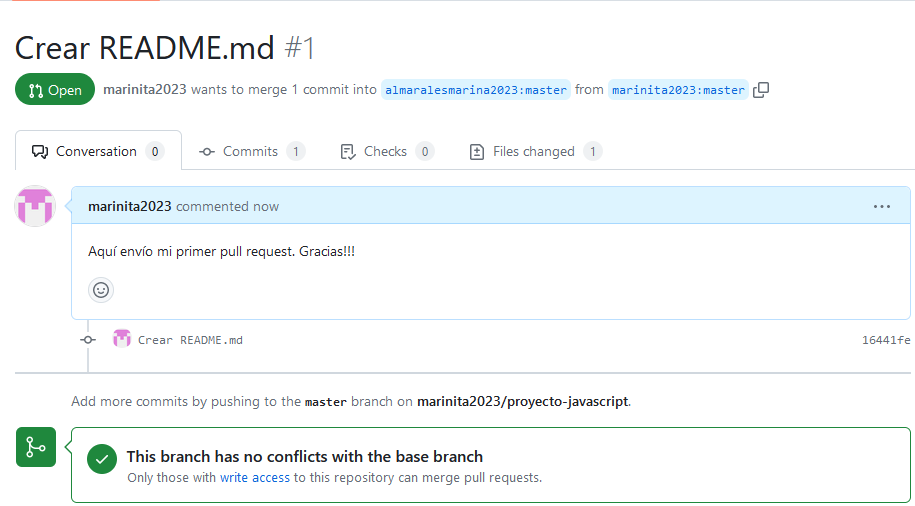 Crear README.md #1
Open marinita2023 wants to merge 1 commit into almaralesmarina2023:master from marinita2023:master
Conversation 0 Commits 1 Checks 0 Files changed 1
marinita2023 commented now
Aquí envío mi primer pull request. Gracias!!!
Crear README.md 16441fe
Add more commits by pushing to the master branch on marinita2023/proyecto-javascript.
This branch has no conflicts with the base branch
Only those with write access to this repository can merge pull requests.